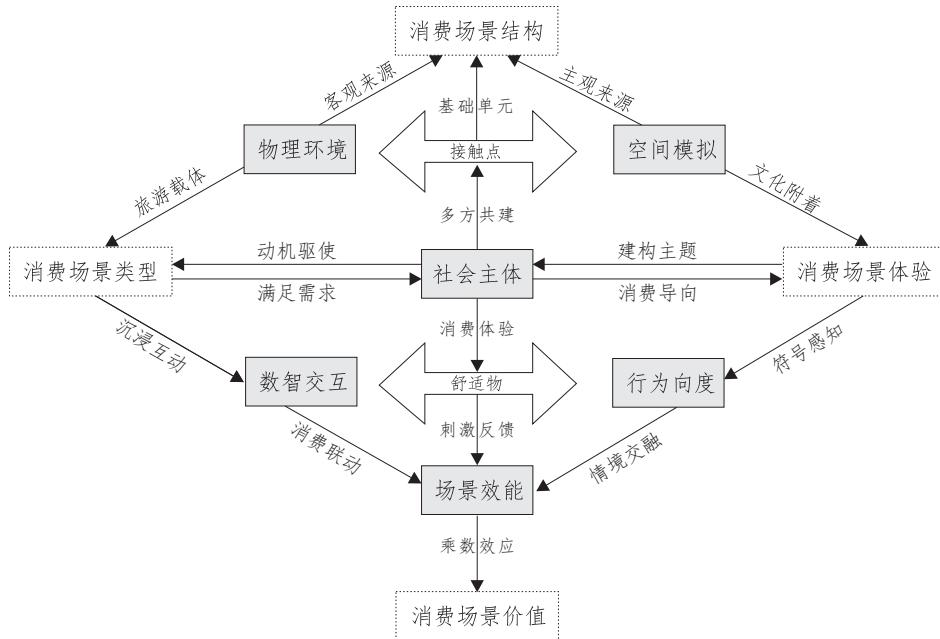 消费场景结构
客观来源
主观来源
基础单元
物理环境
接触点
空间模拟
旅游载体
多方共建
文化附着
动机驱使
建构主题
消费场景类型
社会主体
消费场景体验
满足需求
消费导向
沉浸互动
消费体验
符号感知
数智交互
舒适物
行为向度
消费联动
刺激反馈
情境交融
场景效能
乘数效应
消费场景价值